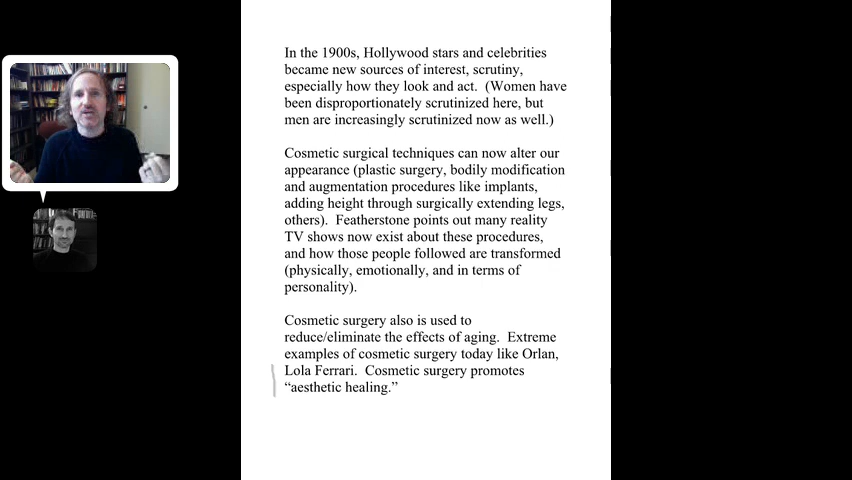 In the 1900s, Hollywood stars and celebrities
became new sources of interest, scrutiny,
especially how they look and act.  (Women have
been disproportionately scrutinized here, but
men are increasingly scrutinized now as well.)
Cosmetic surgical techniques can now alter our
appearance (plastic surgery, bodily modification
and augmentation procedures like implants,
adding height through surgically extending legs,
others).  Featherstone points out many reality
TV shows now exist about these procedures,
and how those people followed are transformed
(physically, emotionally, and in terms of
personality).
Cosmetic surgery also is used to
reduce/eliminate the effects of aging.  Extreme
examples of cosmetic surgery today like Orlan,
Lola Ferrari.  Cosmetic surgery promotes
“aesthetic healing.”